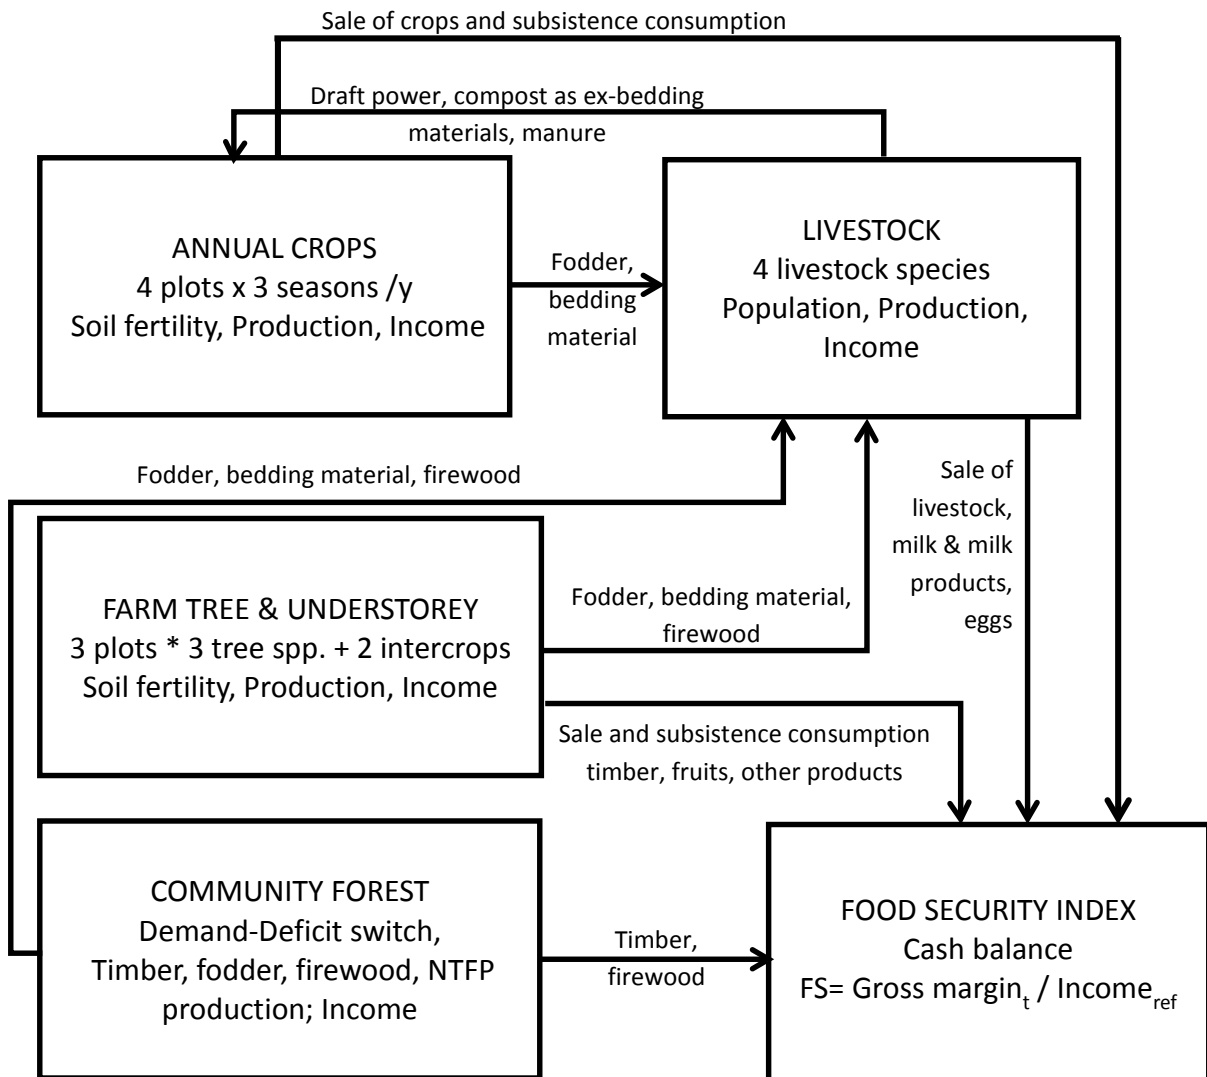 Sale of crops and subsistence consumption
Draft power, compost as ex-bedding
materials, manure
ANNUAL CROPS
4 plots x 3 seasons /y
Soil fertility, Production, Income
Fodder,
bedding
material
LIVESTOCK
4 livestock species
Population, Production,
Income
Fodder, bedding material, firewood
Sale of
livestock,
milk & milk
products,
eggs
FARM TREE & UNDERSTOREY
3 plots * 3 tree spp. + 2 intercrops
Soil fertility, Production, Income
Fodder, bedding material,
firewood
Sale and subsistence consumption
timber, fruits, other products
COMMUNITY FOREST
Demand-Deficit switch,
Timber, fodder, firewood, NTFP
production; Income
Timber,
firewood
FOOD SECURITY INDEX
Cash balance
FS= Gross margin_t / Income_ref